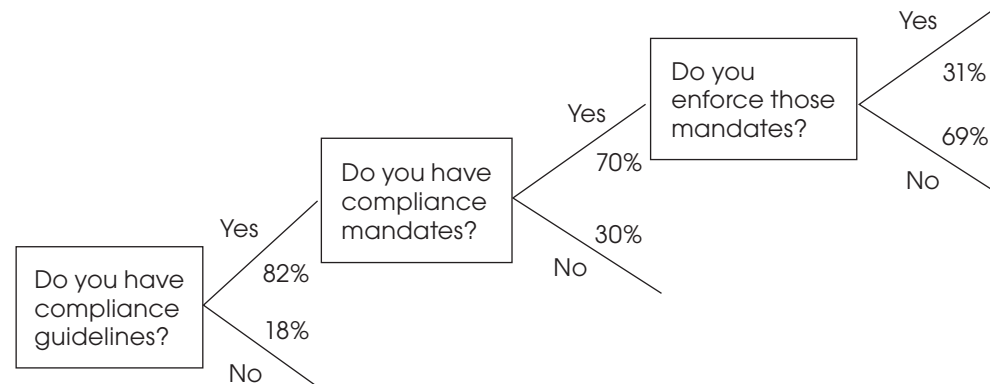 Do you have
compliance
guidelines?
Yes
82%
18%
No
Do you have
compliance
mandates?
Yes
70%
30%
No
Do you
enforce those
mandates?
Yes
31%
69%
No